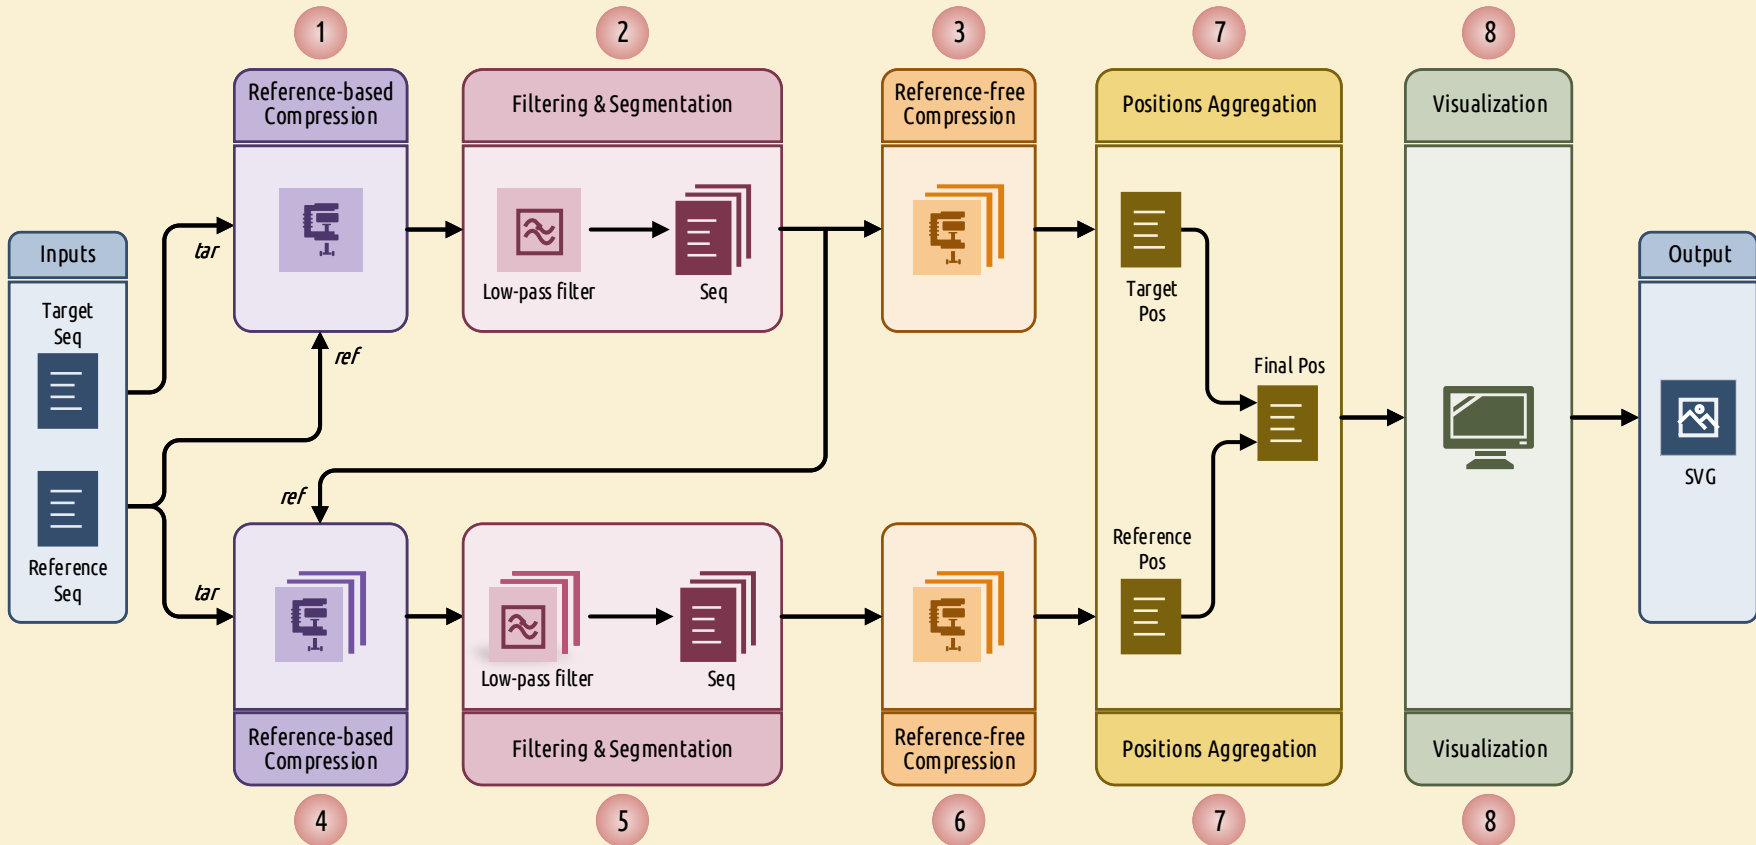 1
2
3
7
8
Reference-based
Compression
Filtering & Segmentation
Reference-free
Compression
Positions Aggregation
Visualization
Inputs
Target
Seq
Reference
Seq
tar
ref
Low-pass filter
Seq
Target
Pos
Final Pos
Reference
Pos
Output
SVG
ref
tar
Low-pass filter
Seq
Reference-based
Compression
Filtering & Segmentation
Reference-free
Compression
Positions Aggregation
Visualization
4
5
6
7
8